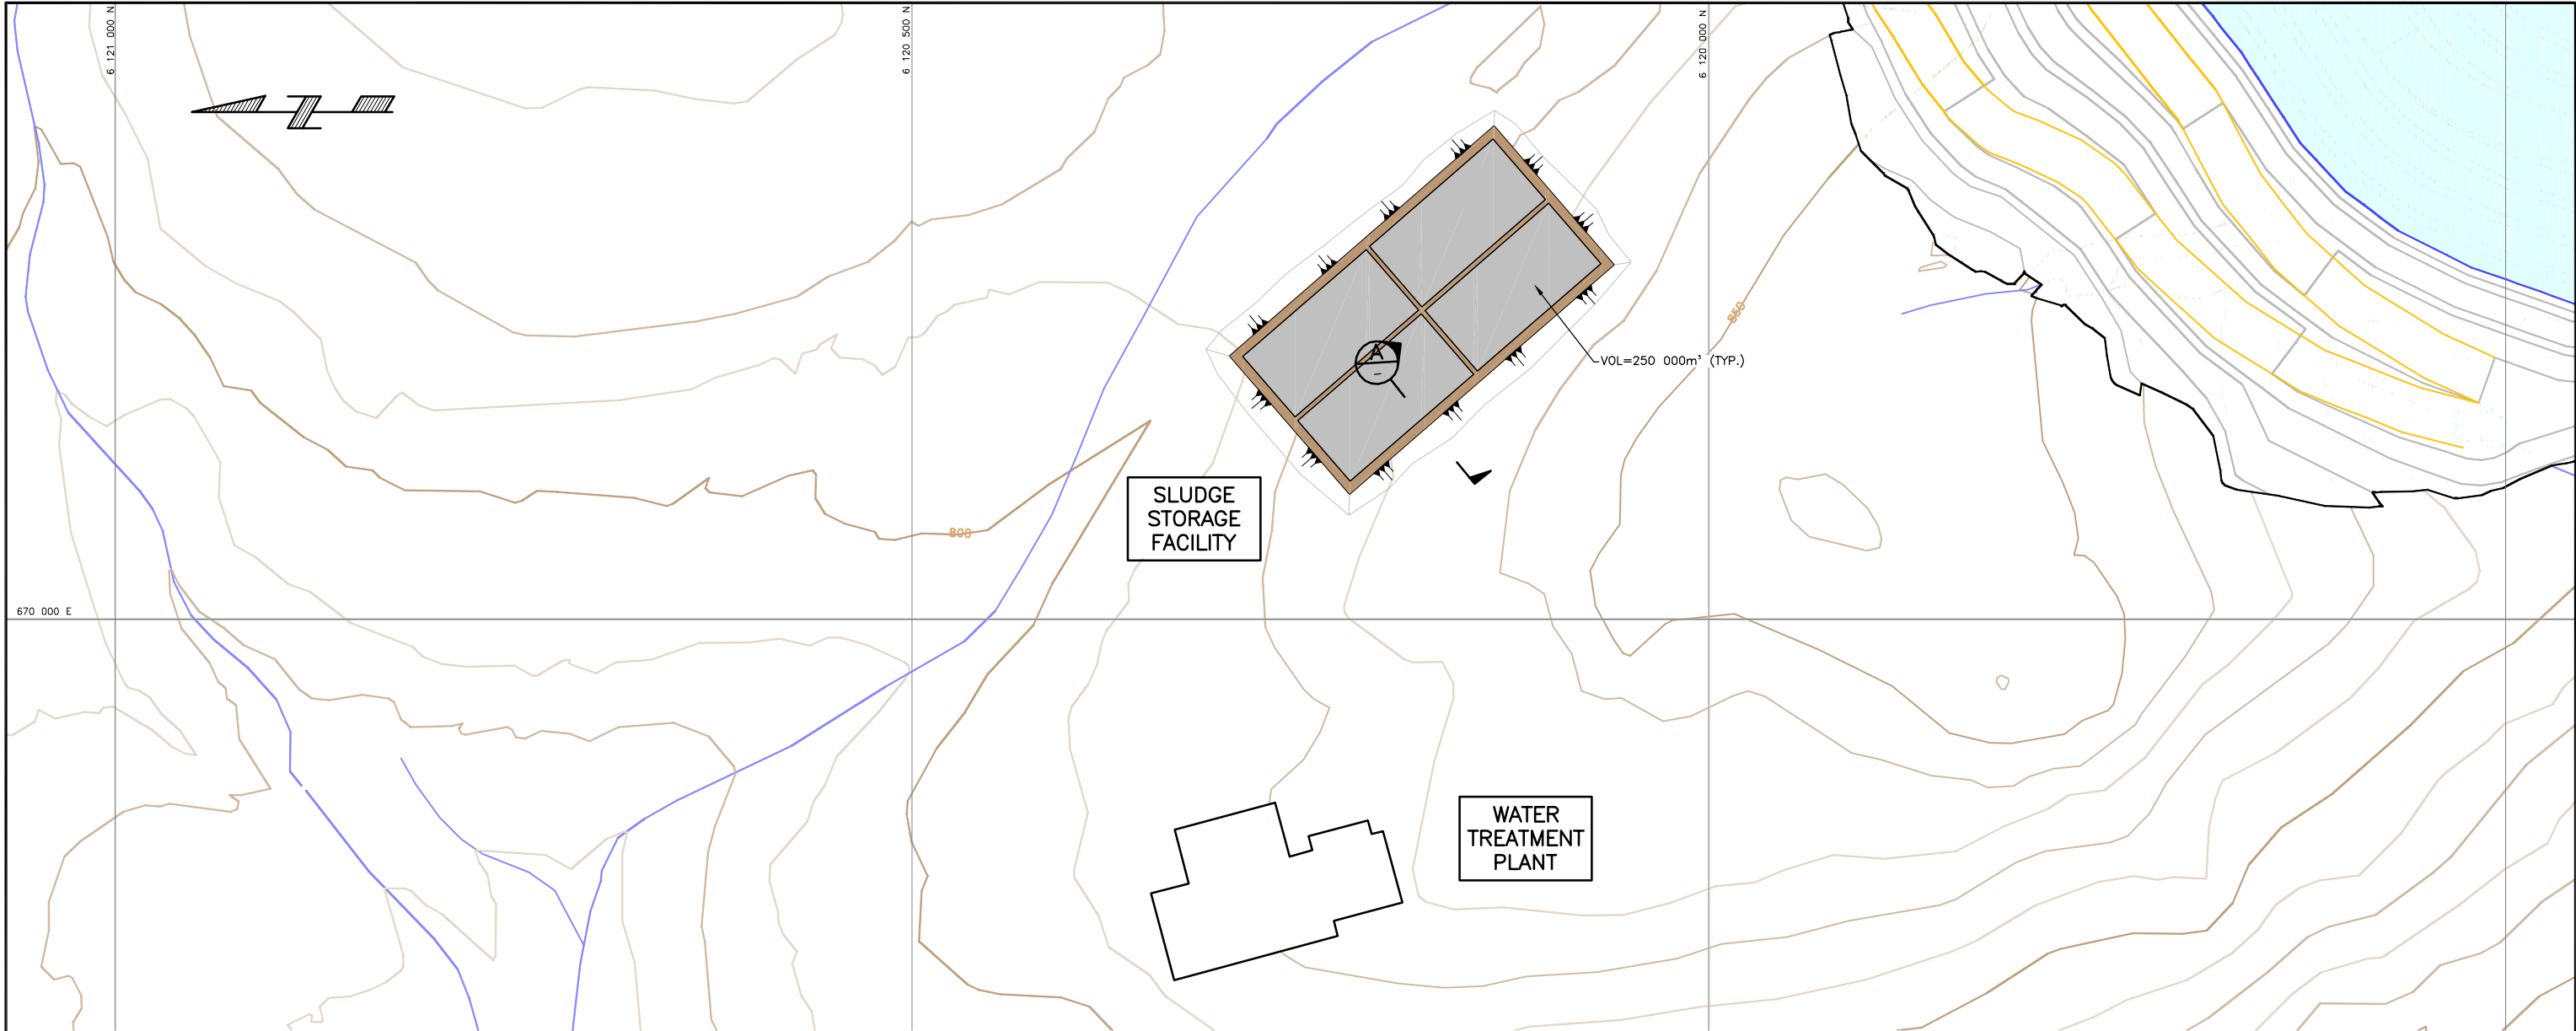 6 121 000 N
6 120 500 N
6 120 000 N
N
850
A
–
VOL=250 000m³ (TYP.)
SLUDGE
STORAGE
FACILITY
800
670 000 E
WATER
TREATMENT
PLANT